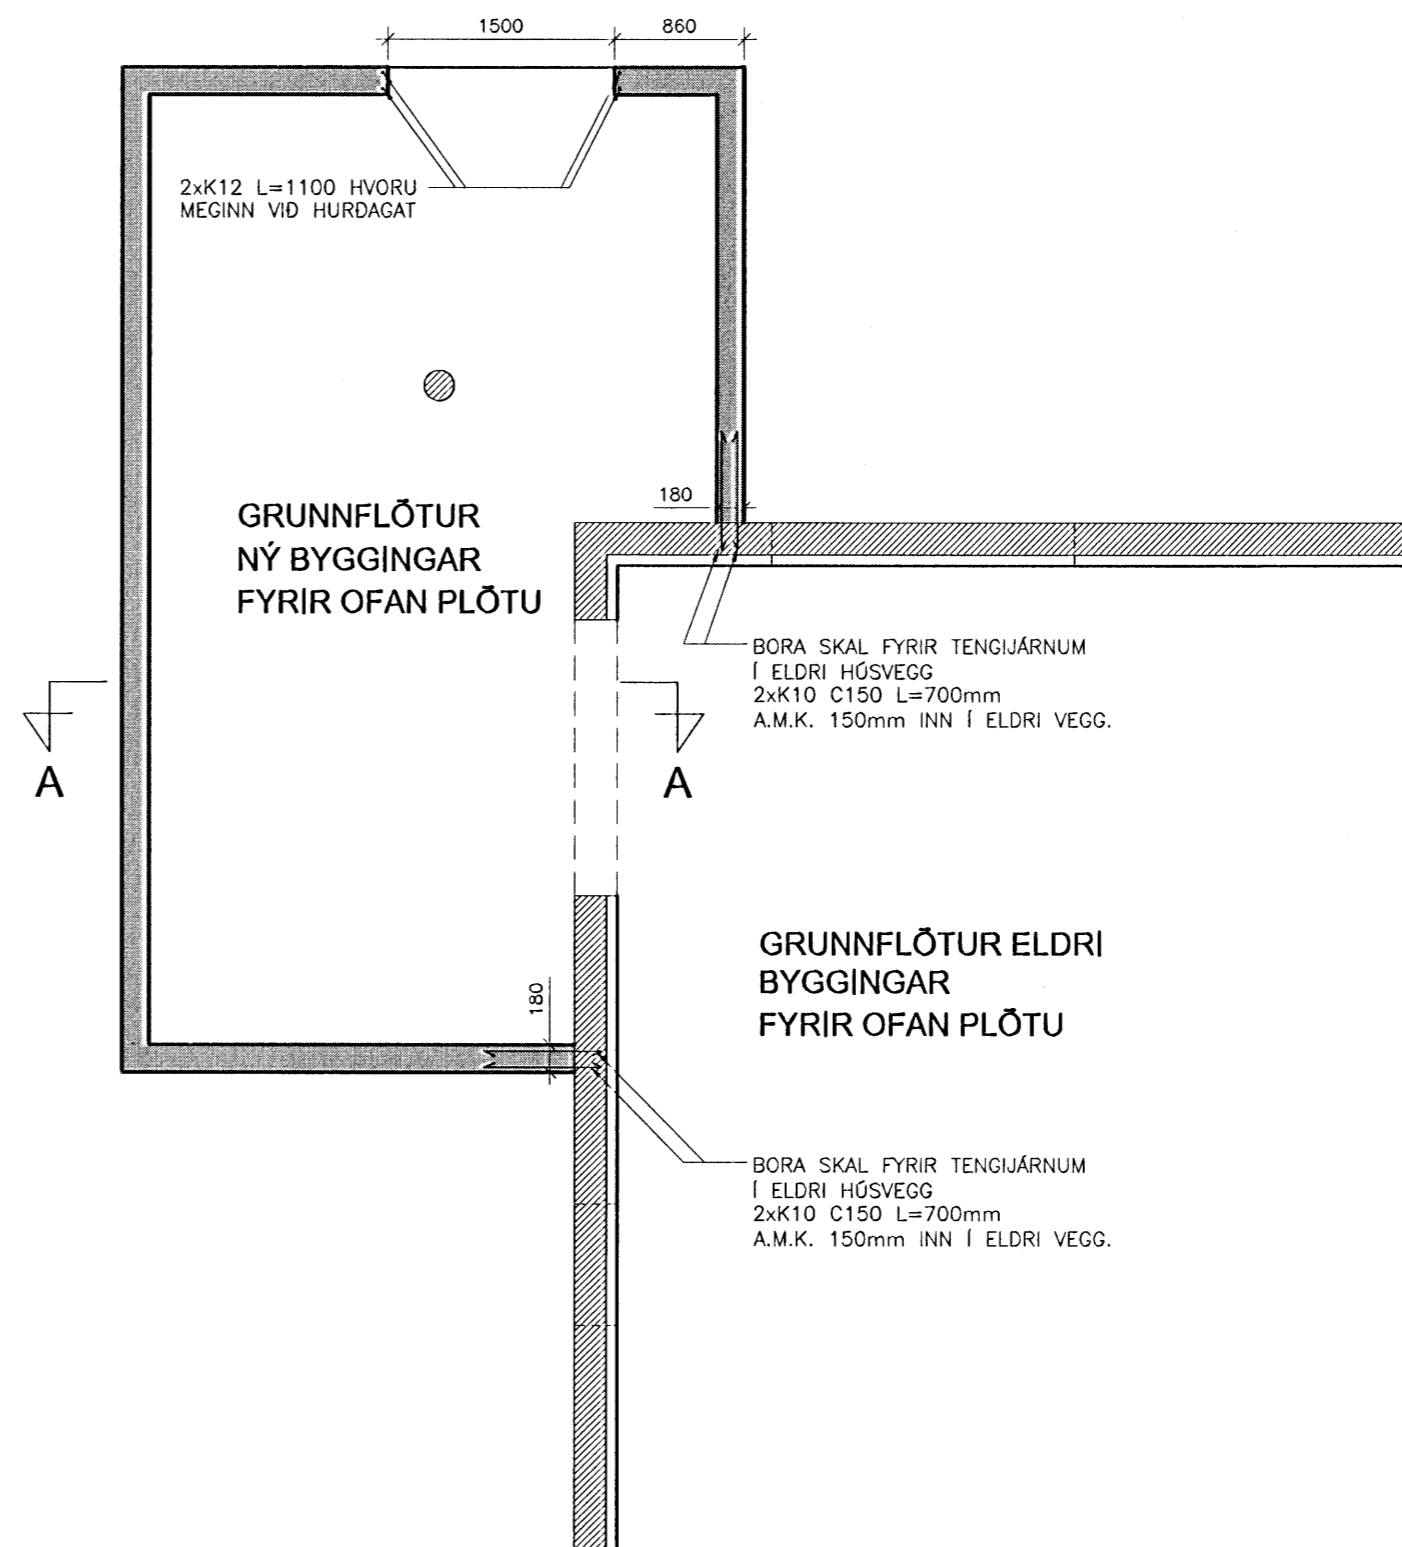 1500 860
2xK12 L=1100 HVORU
MEGINN VIÐ HURÐAGAT
180
GRUNNFLÖTUR
NÝ BYGGINGAR
FYRIR OFAN PLÖTU
BORA SKAL FYRIR TENGIJÁRNUM
Í ELDRI HÚSVEGG
2xK10 C150 L=700mm
A.M.K. 150mm INN Í ELDRI VEGG.
A A
GRUNNFLÖTUR ELDRI
BYGGINGAR
FYRIR OFAN PLÖTU
180
BORA SKAL FYRIR TENGIJÁRNUM
Í ELDRI HÚSVEGG
2xK10 C150 L=700mm
A.M.K. 150mm INN Í ELDRI VEGG.